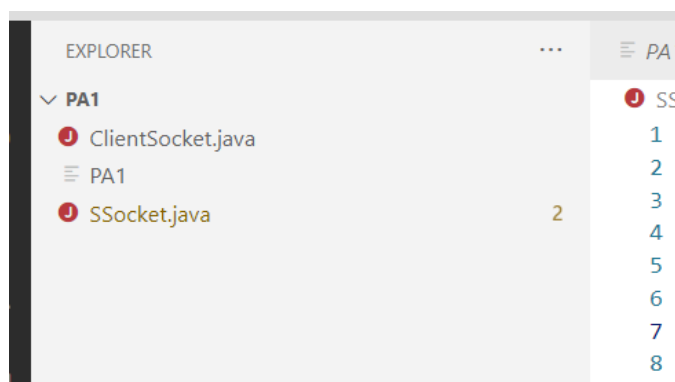 EXPLORER ... PA
PA1 J SS
J ClientSocket.java 1
PA1 2
3
J SSocket.java 2 4
5
6
7
8